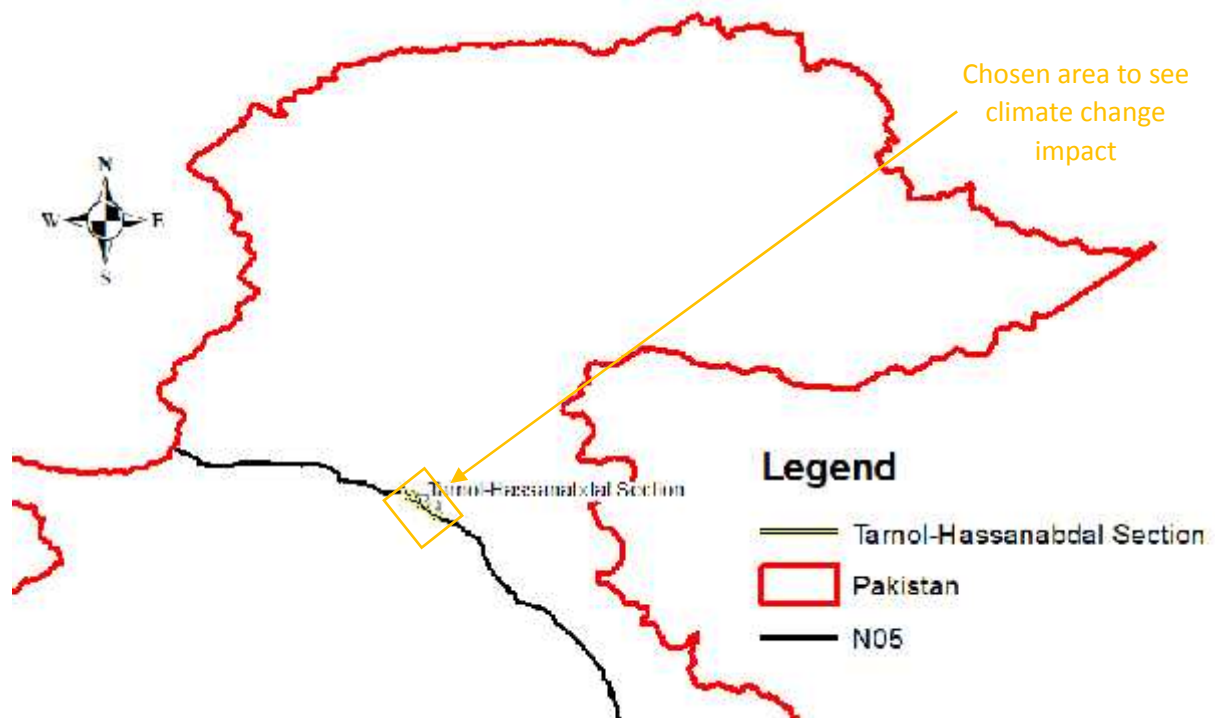 Chosen area to see
climate change
impact
N
W E
S
Tarnol-Hassanabdal Section
Legend
Tarnol-Hassanabdal Section
Pakistan
N05